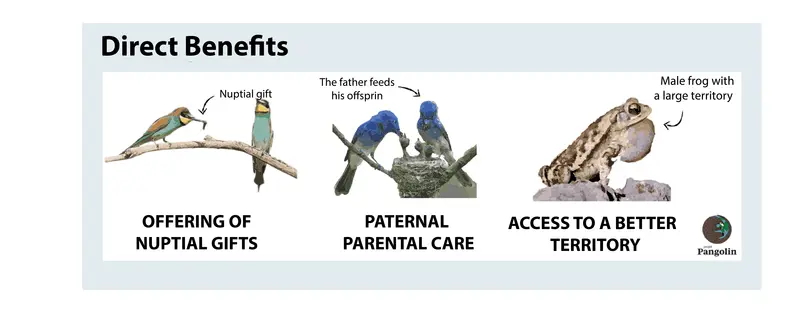 Direct Benefits
Nuptial gift
The father feeds
his offsprin
Male frog with
a large territory
OFFERING OF
NUPTIAL GIFTS
PATERNAL
PARENTAL CARE
ACCESS TO A BETTER
TERRITORY
Pangolin